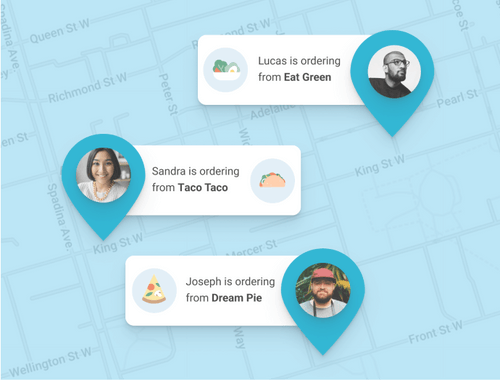 Queen St W
Spadina Ave.
Lucas is ordering
from Eat Green
Richmond St W
Peter St
Adelaide
Pearl St
King St W
Sandra is ordering
from Taco Taco
Spadina Ave.
King St W
Mercer St
Joseph is ordering
from Dream Pie
Way
Front St W
Wellington St W